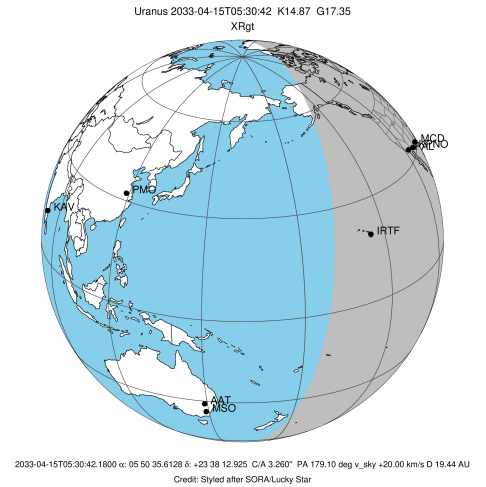 Uranus 2033-04-15T05:30:42 K14.87 G17.35
XRgt
MCD
KAV
PMO
IRTF
AAT
MSO
2033-04-15T05:30:42.1800 α: 05 50 35.6128 δ: +23 38 12.925 C/A 3.260" PA 179.10 deg v_sky +20.00 km/s D 19.44 AU
Credit: Styled after SORA/Lucky Star